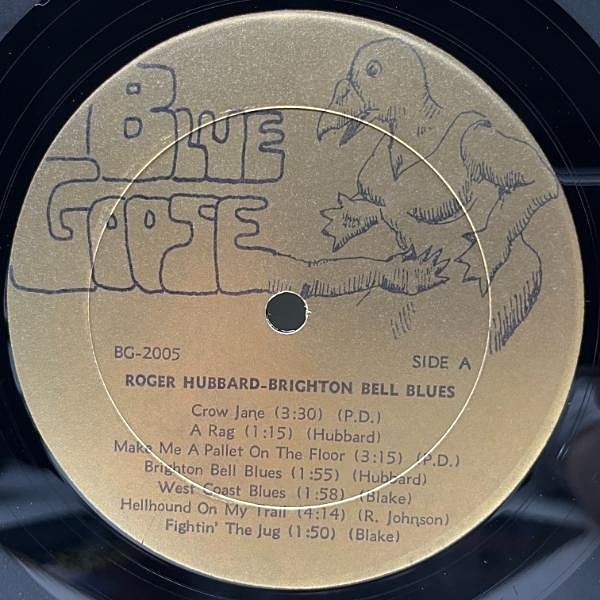 BLUE
GOOSE
BG-2005
SIDE A
ROGER HUBBARD-BRIGHTON BELL BLUES
Crow Jane (3:30) (P.D.)
A Rag (1:15) (Hubbard)
Make Me A Pallet On The Floor (3:15) (P.D.)
Brighton Bell Blues (1:55) (Hubbard)
West Coast Blues (1:58) (Blake)
Hellhound On My Trail (4:14) (R. Johnson)
Fightin' The Jug (1:50) (Blake)